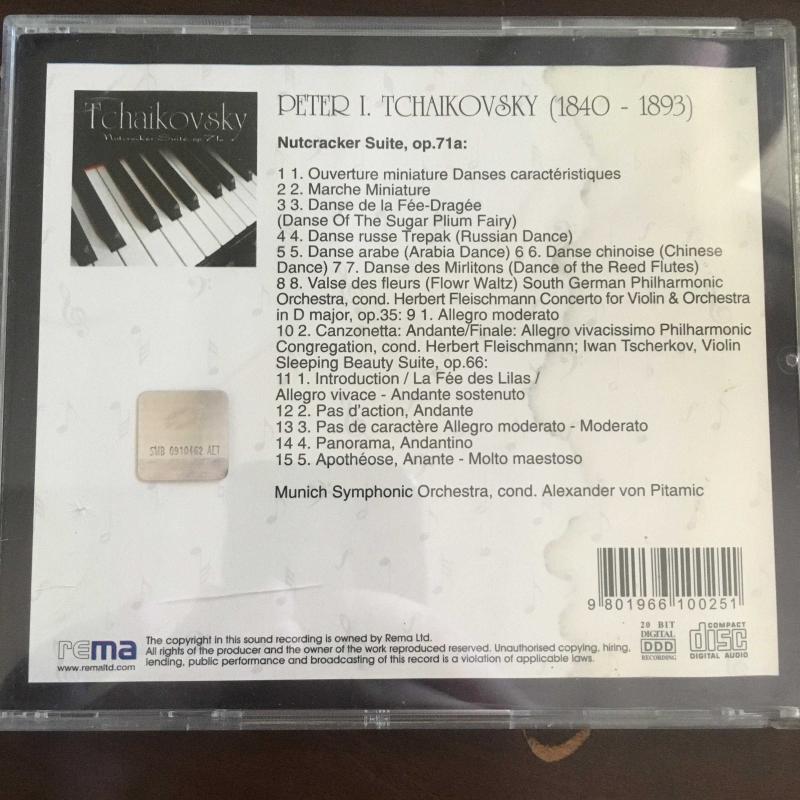 Tchaikovsky
Nutcracker Suite, op.71a
PETER I. TCHAIKOVSKY (1840 - 1893)
Nutcracker Suite, op.71a:
1 1. Ouverture miniature Danses caractéristiques
2 2. Marche Miniature
3 3. Danse de la Fée-Dragée
(Danse Of The Sugar Plium Fairy)
4 4. Danse russe Trepak (Russian Dance)
5 5. Danse arabe (Arabia Dance) 6 6. Danse chinoise (Chinese
Dance) 7 7. Danse des Mirlitons (Dance of the Reed Flutes)
8 8. Valse des fleurs (Flowr Waltz) South German Philharmonic
Orchestra, cond. Herbert Fleischmann Concerto for Violin & Orchestra
in D major, op.35: 9 1. Allegro moderato
10 2. Canzonetta: Andante/Finale: Allegro vivacissimo Philharmonic
Congregation, cond. Herbert Fleischmann; Iwan Tscherkov, Violin
Sleeping Beauty Suite, op.66:
11 1. Introduction / La Fée des Lilas /
Allegro vivace - Andante sostenuto
12 2. Pas d'action, Andante
13 3. Pas de caractère Allegro moderato - Moderato
14 4. Panorama, Andantino
15 5. Apothéose, Anante - Molto maestoso
Munich Symphonic Orchestra, cond. Alexander von Pitamic
SMB 0910462 AET
9 801966 100251
rema
www.remaltd.com
The copyright in this sound recording is owned by Rema Ltd.
All rights of the producer and the owner of the work reproduced reserved. Unauthorised copying, hiring,
lending, public performance and broadcasting of this record is a violation of applicable laws.
20 BIT
DIGITAL
DDD
RECORDING
COMPACT
disc
DIGITAL AUDIO